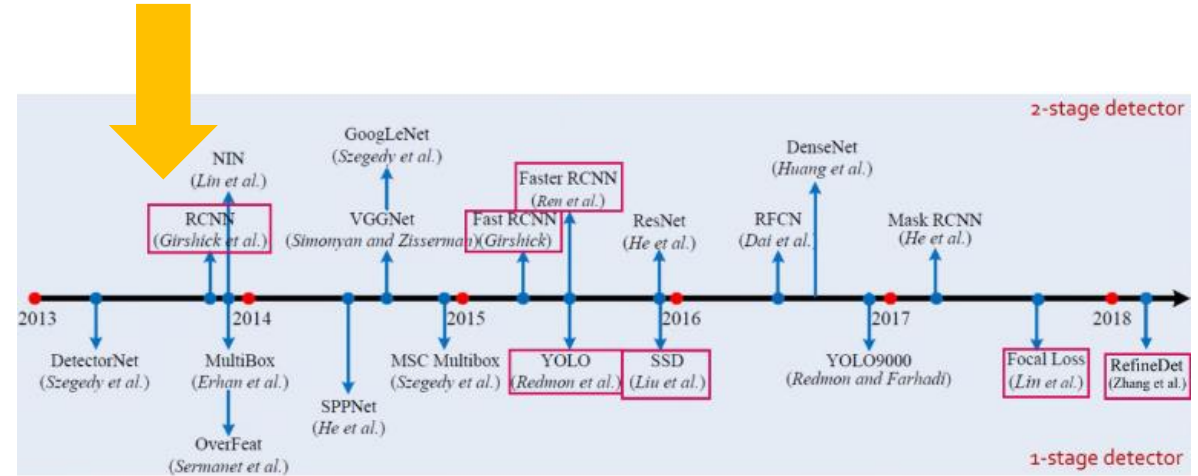 2-stage detector
GoogLeNet
(Szegedy et al.)
DenseNet
(Huang et al.)
NIN
(Lin et al.)
Faster RCNN
(Ren et al.)
RCNN
(Girshick et al.)
VGGNet
(Simonyan and Zisserman)
Fast RCNN
(Girshick)
ResNet
(He et al.)
RFCN
(Dai et al.
Mask RCNN
(He et al.)
2013
2014
2015
2016
2017
2018
DetectorNet
(Szegedy et al.)
MultiBox
(Erhan et al.)
MSC Multibox
(Szegedy et al.)
YOLO
(Redmon et al.)
SSD
(Liu et al.)
YOLO9000
(Redmon and Farhadi)
Focal Loss
(Lin et al.)
RefineDet
(Zhang et al.)
SPPNet
(He et al.)
OverFeat
(Sermanet et al.)
1-stage detector